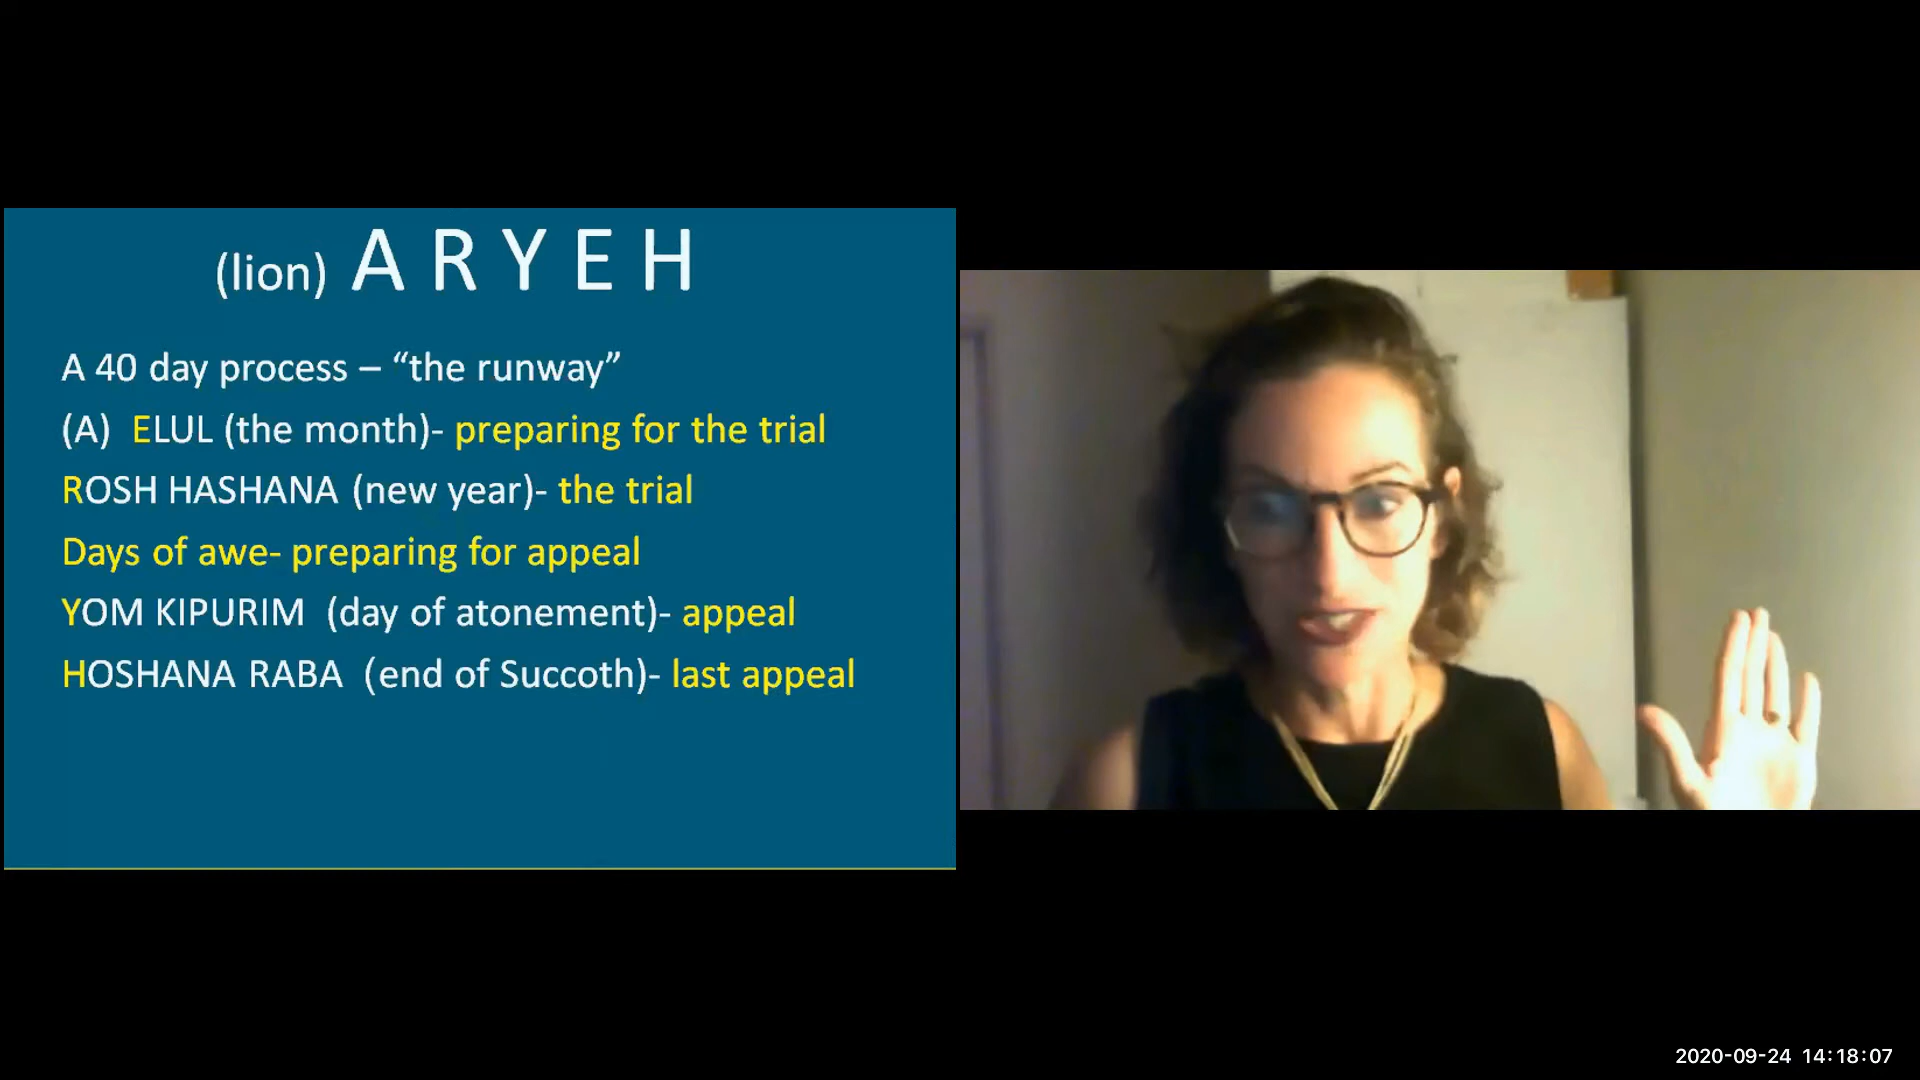 (lion) A R Y E H
A 40 day process – “the runway”
(A) ELUL (the month)- preparing for the trial
ROSH HASHANA (new year)- the trial
Days of awe- preparing for appeal
YOM KIPURIM (day of atonement)- appeal
HOSHANA RABA (end of Succoth)- last appeal
2020-09-24 14:18:07